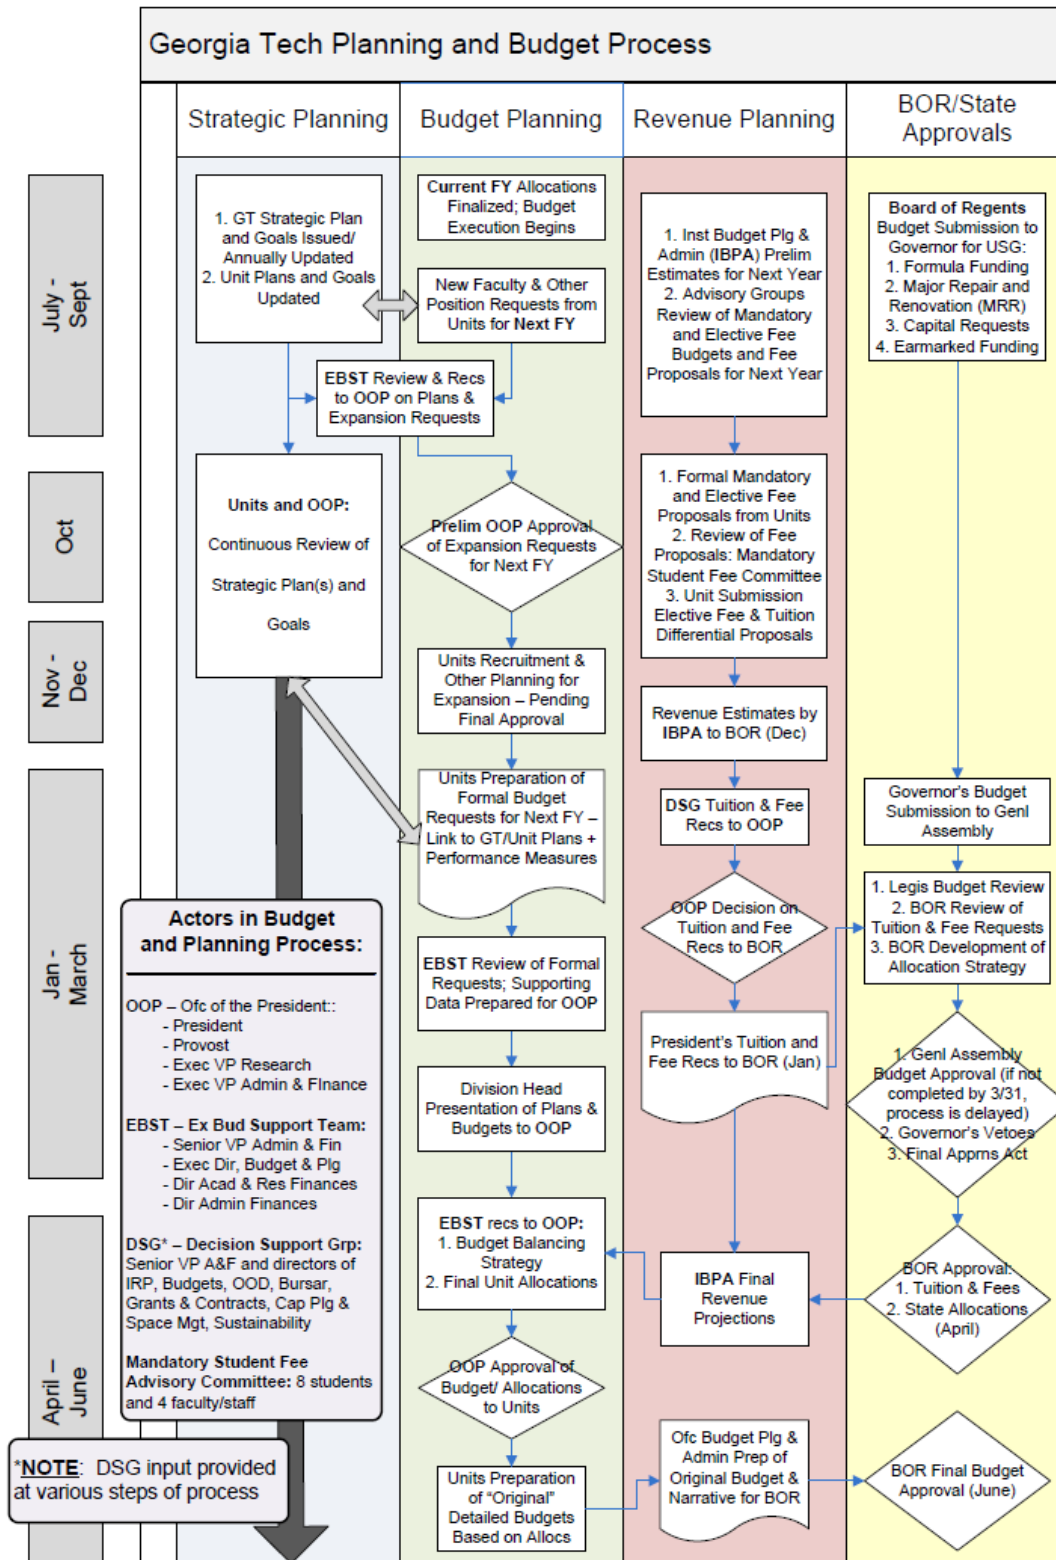 Georgia Tech Planning and Budget Process
Strategic Planning
Budget Planning
Revenue Planning
BOR/State
Approvals
July -
Sept
1. GT Strategic Plan
and Goals Issued/
Annually Updated
2. Unit Plans and Goals
Updated
Current FY Allocations
Finalized; Budget
Execution Begins
New Faculty & Other
Position Requests from
Units for Next FY
EBST Review & Recs
to OOP on Plans &
Expansion Requests
1. Inst Budget Plg &
Admin (IBPA) Prelim
Estimates for Next Year
2. Advisory Groups
Review of Mandatory
and Elective Fee
Budgets and Fee
Proposals for Next Year
Board of Regents
Budget Submission to
Governor for USG:
1. Formula Funding
2. Major Repair and
Renovation (MRR)
3. Capital Requests
4. Earmarked Funding
Oct
Units and OOP:
Continuous Review of
Strategic Plan(s) and
Goals
Prelim OOP Approval
of Expansion Requests
for Next FY
1. Formal Mandatory
and Elective Fee
Proposals from Units
2. Review of Fee
Proposals: Mandatory
Student Fee Committee
3. Unit Submission
Elective Fee & Tuition
Differential Proposals
Nov -
Dec
Units Recruitment &
Other Planning for
Expansion – Pending
Final Approval
Revenue Estimates by
IBPA to BOR (Dec)
Jan -
March
Units Preparation of
Formal Budget
Requests for Next FY –
Link to GT/Unit Plans +
Performance Measures
DSG Tuition & Fee
Recs to OOP
Governor's Budget
Submission to Genl
Assembly
OOP Decision on
Tuition and Fee
Recs to BOR
1. Legis Budget Review
2. BOR Review of
Tuition & Fee Requests
3. BOR Development of
Allocation Strategy
EBST Review of Formal
Requests; Supporting
Data Prepared for OOP
President's Tuition and
Fee Recs to BOR (Jan)
1. Genl Assembly
Budget Approval (if not
completed by 3/31,
process is delayed)
2. Governor's Vetoes
3. Final Apprns Act
Division Head
Presentation of Plans &
Budgets to OOP
April –
June
EBST recs to OOP:
1. Budget Balancing
Strategy
2. Final Unit Allocations
IBPA Final
Revenue
Projections
BOR Approval:
1. Tuition & Fees
2. State Allocations
(April)
OOP Approval of
Budget/ Allocations
to Units
Units Preparation
of "Original"
Detailed Budgets
Based on Allocs
Ofc Budget Plg &
Admin Prep of
Original Budget &
Narrative for BOR
BOR Final Budget
Approval (June)
Actors in Budget
and Planning Process:
OOP – Ofc of the President::
- President
- Provost
- Exec VP Research
- Exec VP Admin & FInance
EBST – Ex Bud Support Team:
- Senior VP Admin & Fin
- Exec Dir, Budget & Plg
- Dir Acad & Res Finances
- Dir Admin Finances
DSG* – Decision Support Grp:
Senior VP A&F and directors of
IRP, Budgets, OOD, Bursar,
Grants & Contracts, Cap Plg &
Space Mgt, Sustainability
Mandatory Student Fee
Advisory Committee: 8 students
and 4 faculty/staff
*NOTE: DSG input provided
at various steps of process